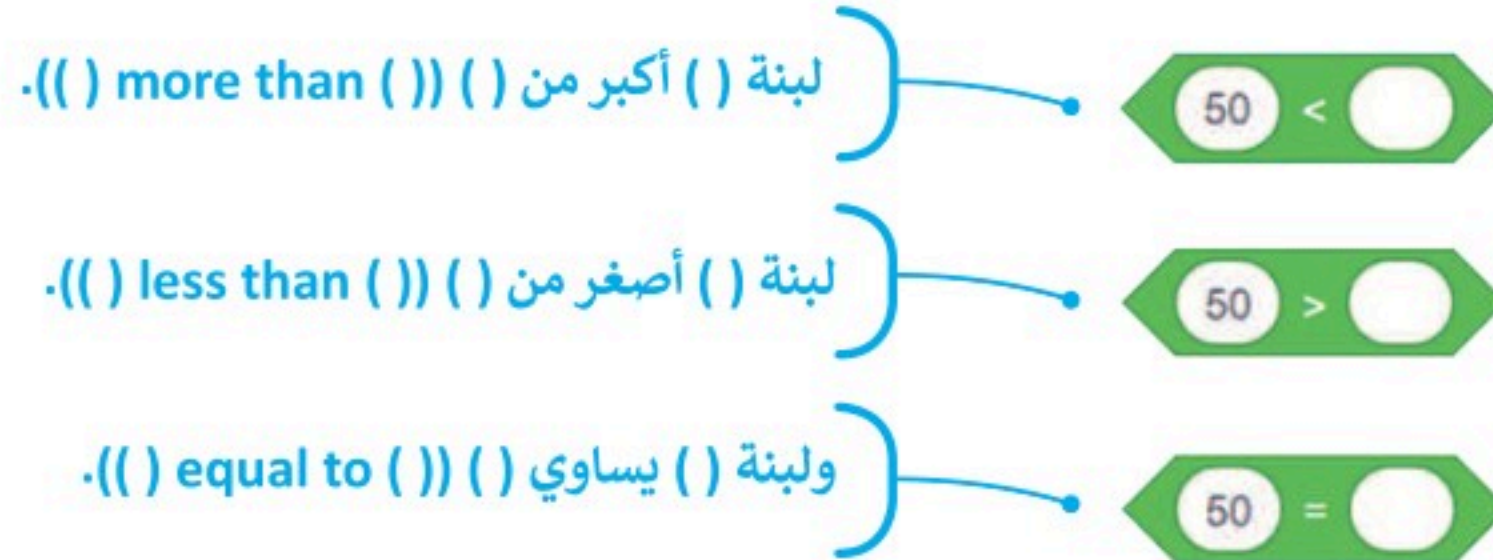 لبنة ( ) أكبر من ( ) (( ) more than ( )).
50 <
لبنة ( ) أصغر من ( ) (( ) less than ( )).
50 >
ولبنة ( ) يساوي ( ) (( ) equal to ( )).
50 =